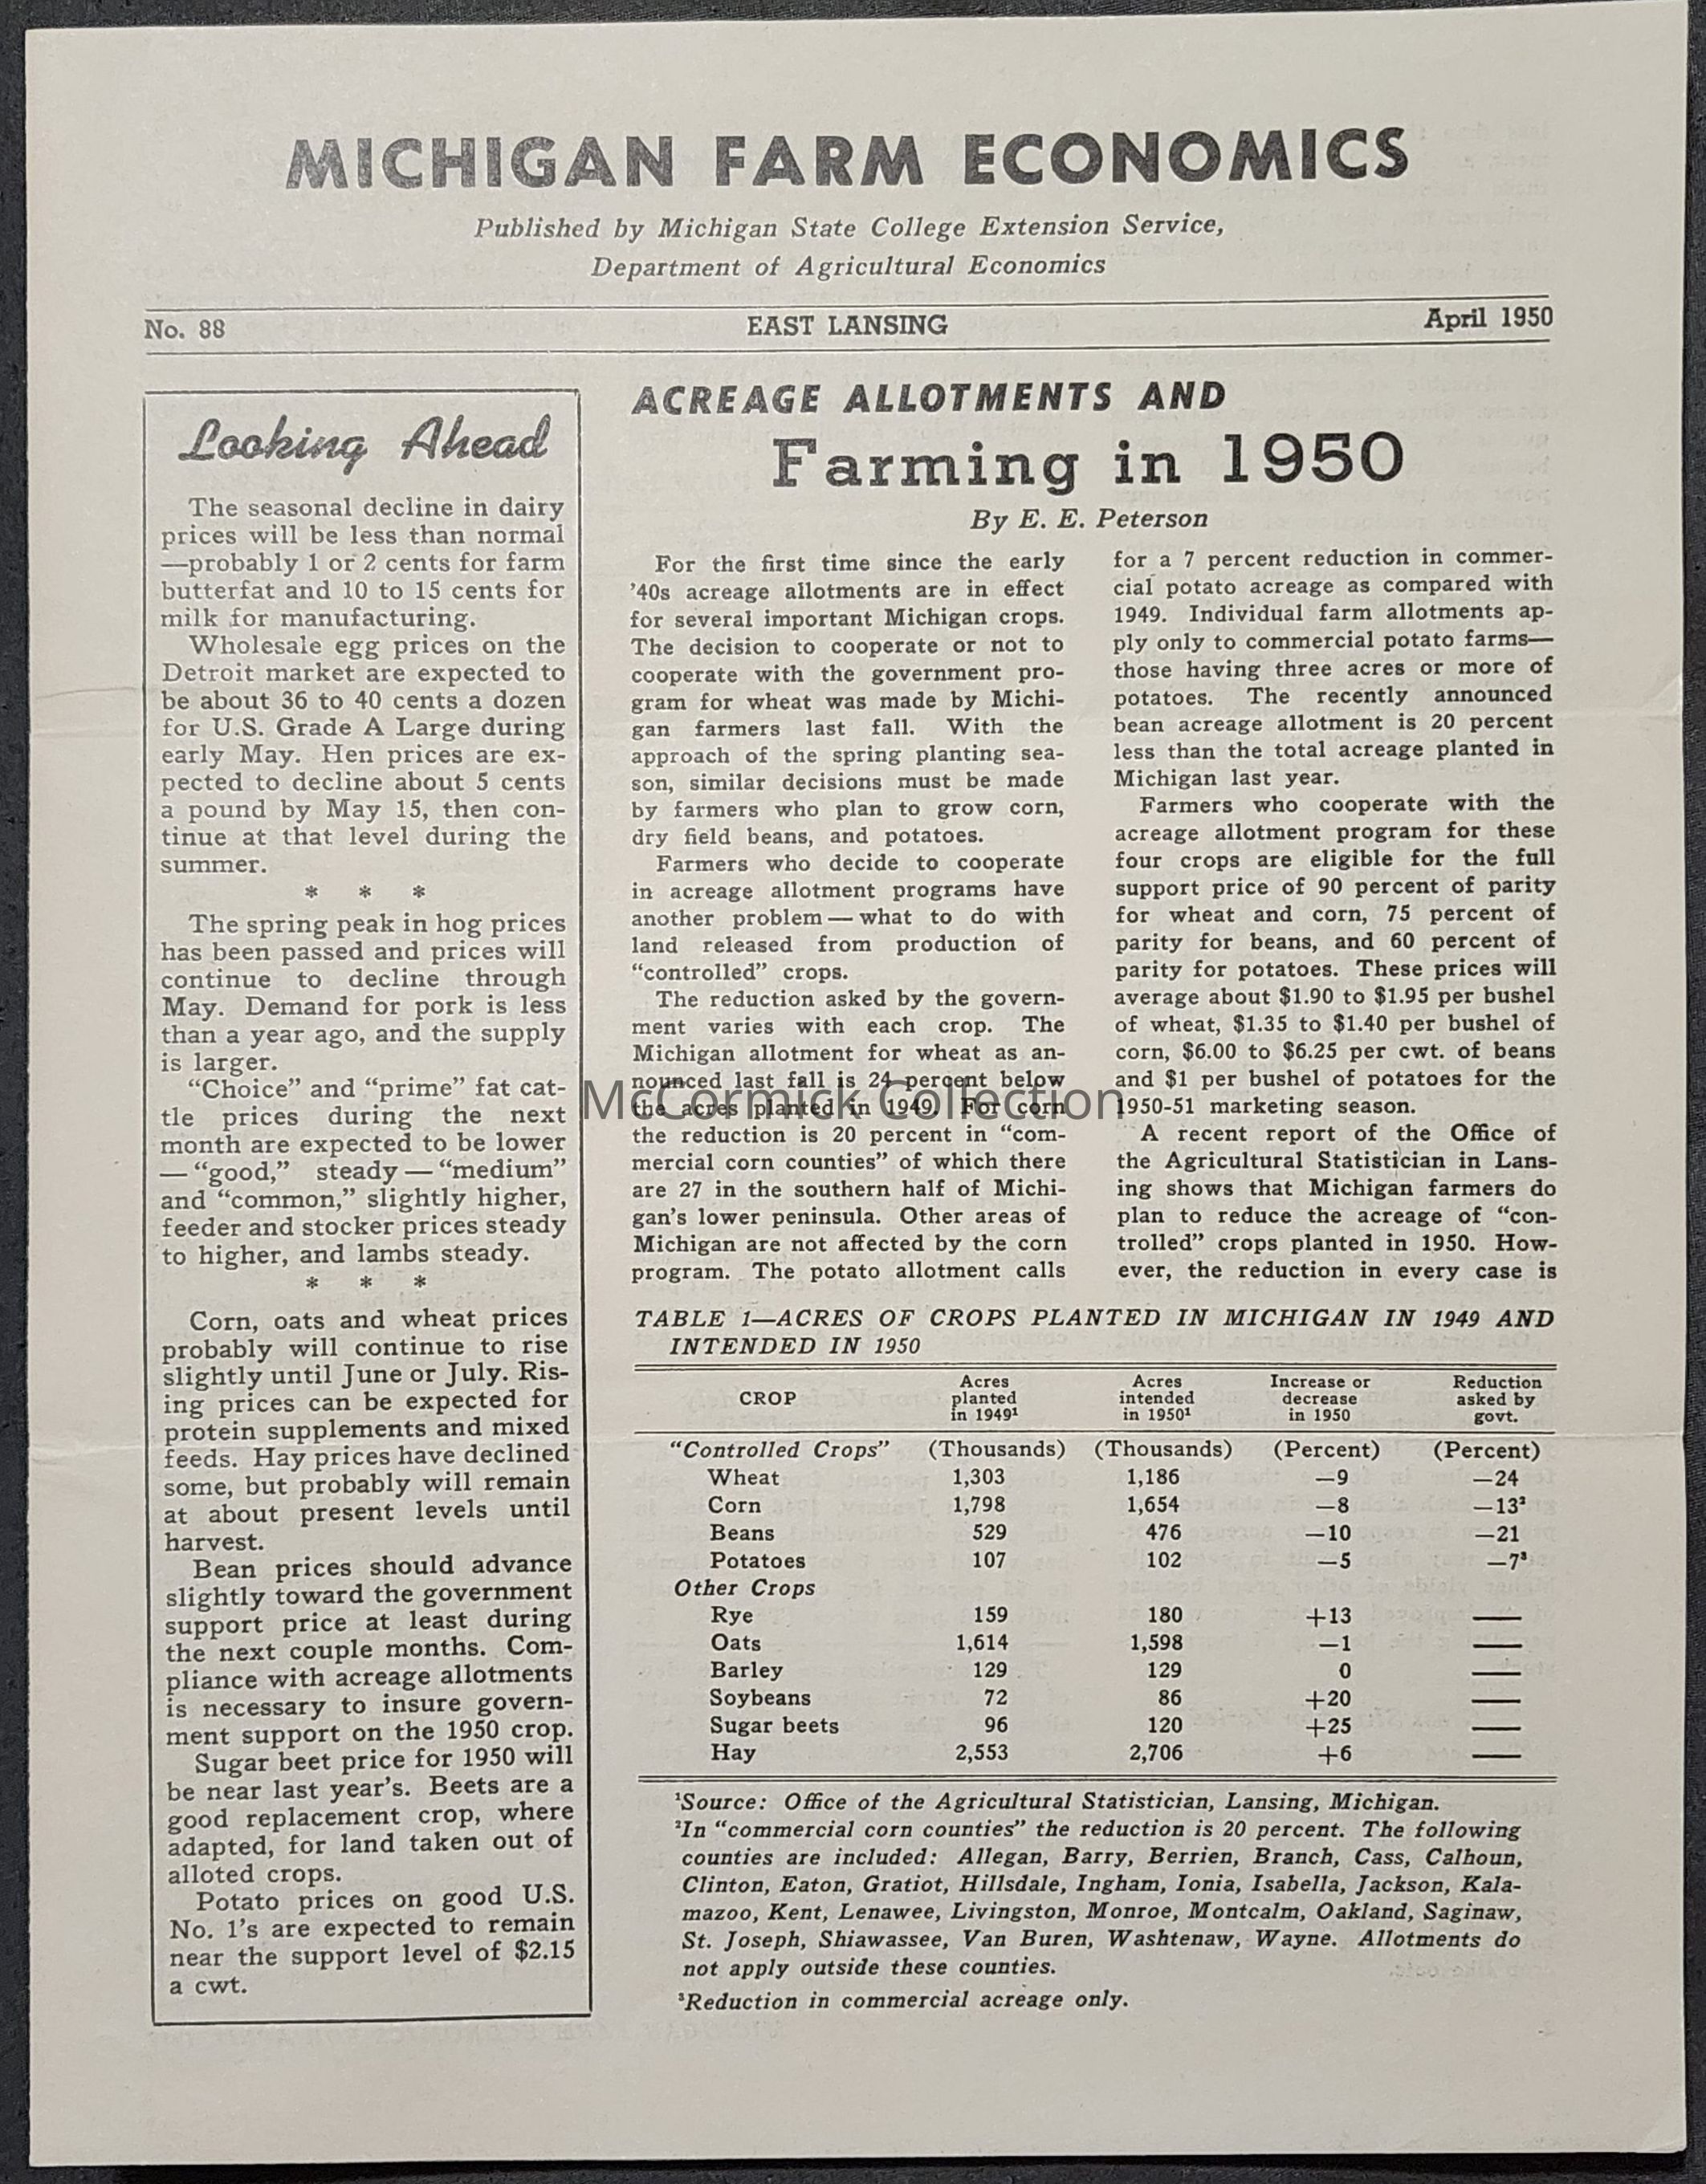 MICHIGAN FARM ECONOMICS
Published by Michigan State College Extension Service,
Department of Agricultural Economics
No. 88 EAST LANSING April 1950
Looking Ahead
The seasonal decline in dairy
prices will be less than normal
—probably 1 or 2 cents for farm
butterfat and 10 to 15 cents for
milk for manufacturing.
Wholesale egg prices on the
Detroit market are expected to
be about 36 to 40 cents a dozen
for U.S. Grade A Large during
early May. Hen prices are ex-
pected to decline about 5 cents
a pound by May 15, then con-
tinue at that level during the
summer.
* * *
The spring peak in hog prices
has been passed and prices will
continue to decline through
May. Demand for pork is less
than a year ago, and the supply
is larger.
“Choice” and “prime” fat cat-
tle prices during the next
month are expected to be lower
— “good,” steady — “medium”
and “common,” slightly higher,
feeder and stocker prices steady
to higher, and lambs steady.
* * *
Corn, oats and wheat prices
probably will continue to rise
slightly until June or July. Ris-
ing prices can be expected for
protein supplements and mixed
feeds. Hay prices have declined
some, but probably will remain
at about present levels until
harvest.
Bean prices should advance
slightly toward the government
support price at least during
the next couple months. Com-
pliance with acreage allotments
is necessary to insure govern-
ment support on the 1950 crop.
Sugar beet price for 1950 will
be near last year's. Beets are a
good replacement crop, where
adapted, for land taken out of
alloted crops.
Potato prices on good U.S.
No. 1's are expected to remain
near the support level of $2.15
a cwt.
ACREAGE ALLOTMENTS AND
Farming in 1950
By E. E. Peterson
For the first time since the early
'40s acreage allotments are in effect
for several important Michigan crops.
The decision to cooperate or not to
cooperate with the government pro-
gram for wheat was made by Michi-
gan farmers last fall. With the
approach of the spring planting sea-
son, similar decisions must be made
by farmers who plan to grow corn,
dry field beans, and potatoes.
Farmers who decide to cooperate
in acreage allotment programs have
another problem — what to do with
land released from production of
“controlled” crops.
The reduction asked by the govern-
ment varies with each crop. The
Michigan allotment for wheat as an-
nounced last fall is 24 percent below
the acres planted in 1949. For corn
the reduction is 20 percent in “com-
mercial corn counties” of which there
are 27 in the southern half of Michi-
gan's lower peninsula. Other areas of
Michigan are not affected by the corn
program. The potato allotment calls
for a 7 percent reduction in commer-
cial potato acreage as compared with
1949. Individual farm allotments ap-
ply only to commercial potato farms—
those having three acres or more of
potatoes. The recently announced
bean acreage allotment is 20 percent
less than the total acreage planted in
Michigan last year.
Farmers who cooperate with the
acreage allotment program for these
four crops are eligible for the full
support price of 90 percent of parity
for wheat and corn, 75 percent of
parity for beans, and 60 percent of
parity for potatoes. These prices will
average about $1.90 to $1.95 per bushel
of wheat, $1.35 to $1.40 per bushel of
corn, $6.00 to $6.25 per cwt. of beans
and $1 per bushel of potatoes for the
1950-51 marketing season.
A recent report of the Office of
the Agricultural Statistician in Lans-
ing shows that Michigan farmers do
plan to reduce the acreage of “con-
trolled” crops planted in 1950. How-
ever, the reduction in every case is
McCormick Collection
TABLE 1—ACRES OF CROPS PLANTED IN MICHIGAN IN 1949 AND
INTENDED IN 1950
CROP Acres planted in 1949¹ Acres intended in 1950¹ Increase or decrease in 1950 Reduction asked by govt.
“Controlled Crops” (Thousands) (Thousands) (Percent) (Percent)
Wheat 1,303 1,186 —9 —24
Corn 1,798 1,654 —8 —13²
Beans 529 476 —10 —21
Potatoes 107 102 —5 —7³
Other Crops
Rye 159 180 +13 —
Oats 1,614 1,598 —1 —
Barley 129 129 0 —
Soybeans 72 86 +20 —
Sugar beets 96 120 +25 —
Hay 2,553 2,706 +6 —
¹Source: Office of the Agricultural Statistician, Lansing, Michigan.
²In “commercial corn counties” the reduction is 20 percent. The following
counties are included: Allegan, Barry, Berrien, Branch, Cass, Calhoun,
Clinton, Eaton, Gratiot, Hillsdale, Ingham, Ionia, Isabella, Jackson, Kala-
mazoo, Kent, Lenawee, Livingston, Monroe, Montcalm, Oakland, Saginaw,
St. Joseph, Shiawassee, Van Buren, Washtenaw, Wayne. Allotments do
not apply outside these counties.
³Reduction in commercial acreage only.